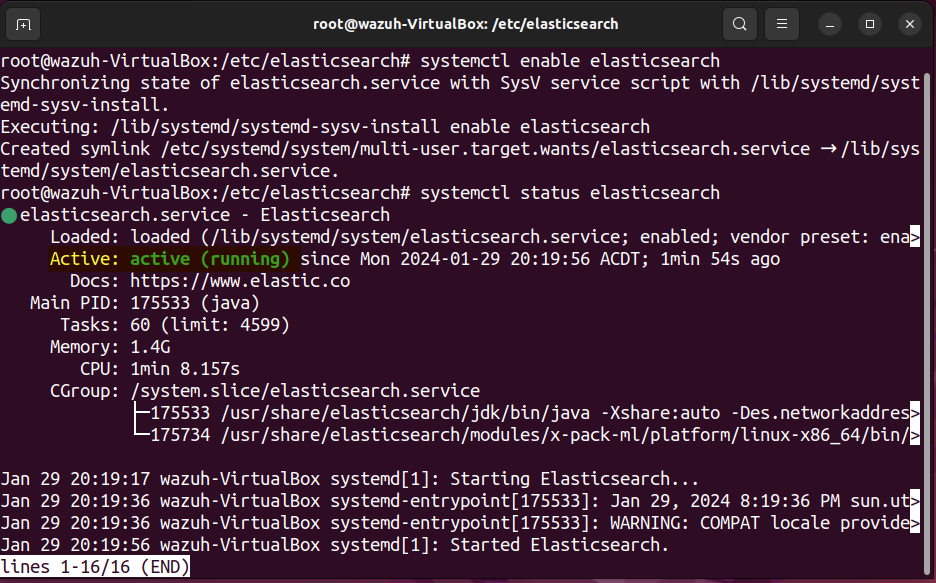 root@wazuh-VirtualBox: /etc/elasticsearch
root@wazuh-VirtualBox:/etc/elasticsearch# systemctl enable elasticsearch
Synchronizing state of elasticsearch.service with SysV service script with /lib/systemd/syst
emd-sysv-install.
Executing: /lib/systemd/systemd-sysv-install enable elasticsearch
Created symlink /etc/systemd/system/multi-user.target.wants/elasticsearch.service → /lib/sys
temd/system/elasticsearch.service.
root@wazuh-VirtualBox:/etc/elasticsearch# systemctl status elasticsearch
● elasticsearch.service - Elasticsearch
Loaded: loaded (/lib/systemd/system/elasticsearch.service; enabled; vendor preset: ena>
Active: active (running) since Mon 2024-01-29 20:19:56 ACDT; 1min 54s ago
Docs: https://www.elastic.co
Main PID: 175533 (java)
Tasks: 60 (limit: 4599)
Memory: 1.4G
CPU: 1min 8.157s
CGroup: /system.slice/elasticsearch.service
├─175533 /usr/share/elasticsearch/jdk/bin/java -Xshare:auto -Des.networkaddres>
└─175734 /usr/share/elasticsearch/modules/x-pack-ml/platform/linux-x86_64/bin/>
Jan 29 20:19:17 wazuh-VirtualBox systemd[1]: Starting Elasticsearch...
Jan 29 20:19:36 wazuh-VirtualBox systemd-entrypoint[175533]: Jan 29, 2024 8:19:36 PM sun.ut>
Jan 29 20:19:36 wazuh-VirtualBox systemd-entrypoint[175533]: WARNING: COMPAT locale provide>
Jan 29 20:19:56 wazuh-VirtualBox systemd[1]: Started Elasticsearch.
lines 1-16/16 (END)